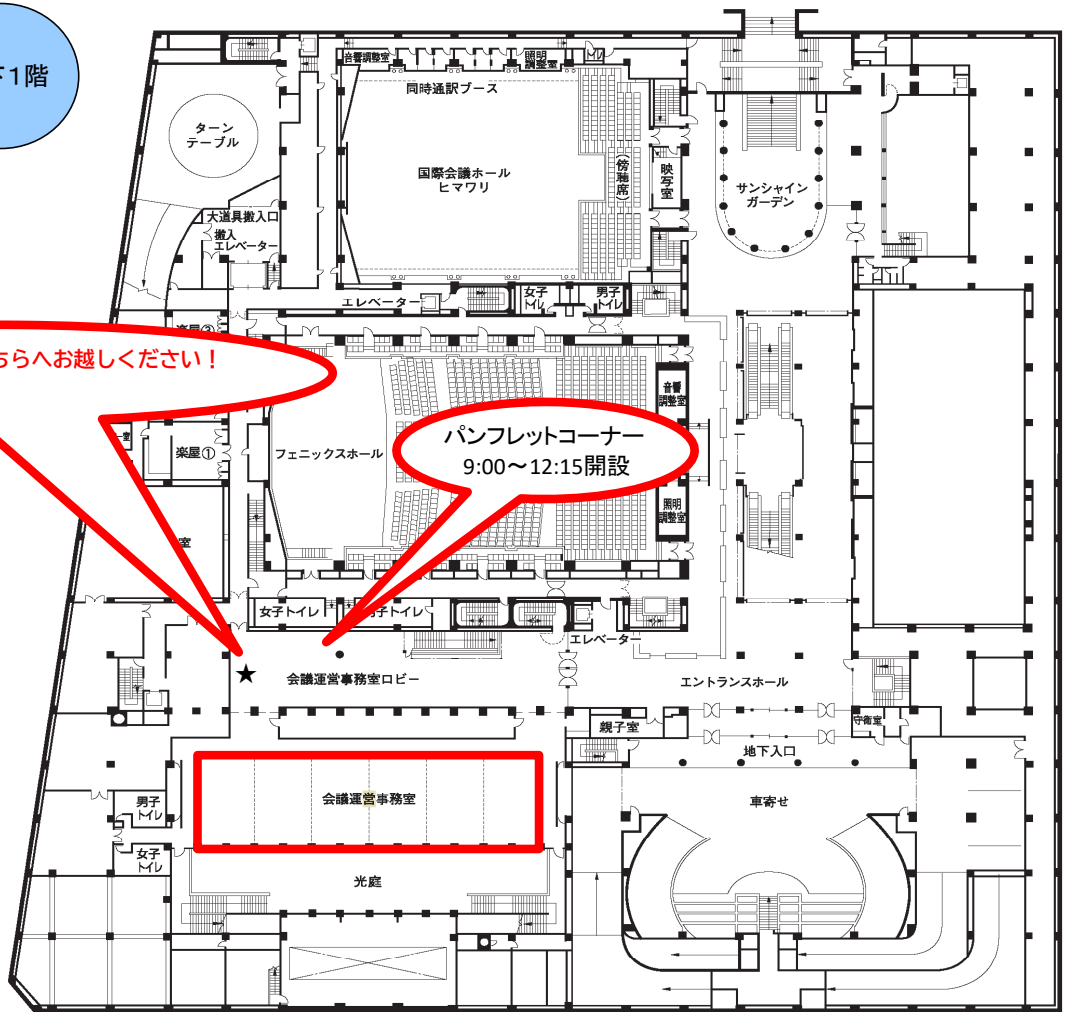 下1階
音響調整室
照明
調整室
トイレ
同時通訳ブース
ターン
テーブル
国際会議ホール
ヒマワリ
(傍聴席)
映写室
サンシャイン
ガーデン
大道具搬入口
搬入
エレベーター
エレベーター
女子
トイレ
男子
トイレ
ちらへお越しください！
音響
調整室
パンフレットコーナー
9:00～12:15開設
楽屋①
フェニックスホール
照明
調整室
室
女子トイレ
男子トイレ
エレベーター
★
会議運営事務室ロビー
エントランスホール
親子室
守衛室
地下入口
会議運営事務室
車寄せ
男子
トイレ
女子
トイレ
光庭